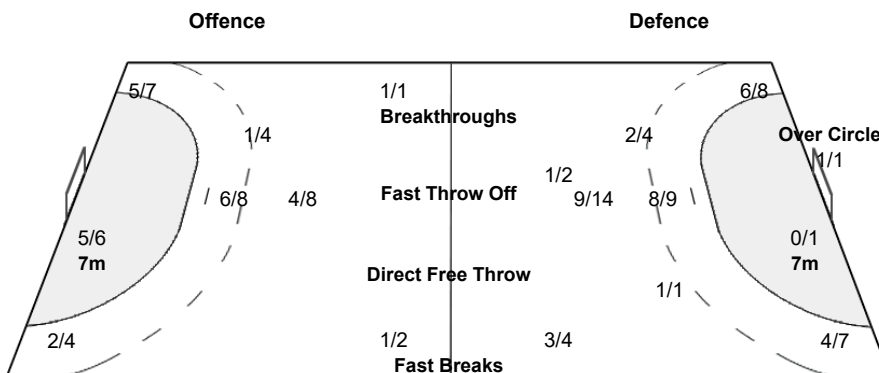 Offence Defence
5/7 1/1 6/8
Breakthroughs
1/4 2/4 Over Circle
1/1
1/2
6/8 4/8 Fast Throw Off 9/14 8/9
5/6 0/1
7m 7m
Direct Free Throw
1/1
2/4 1/2 3/4 4/7
Fast Breaks